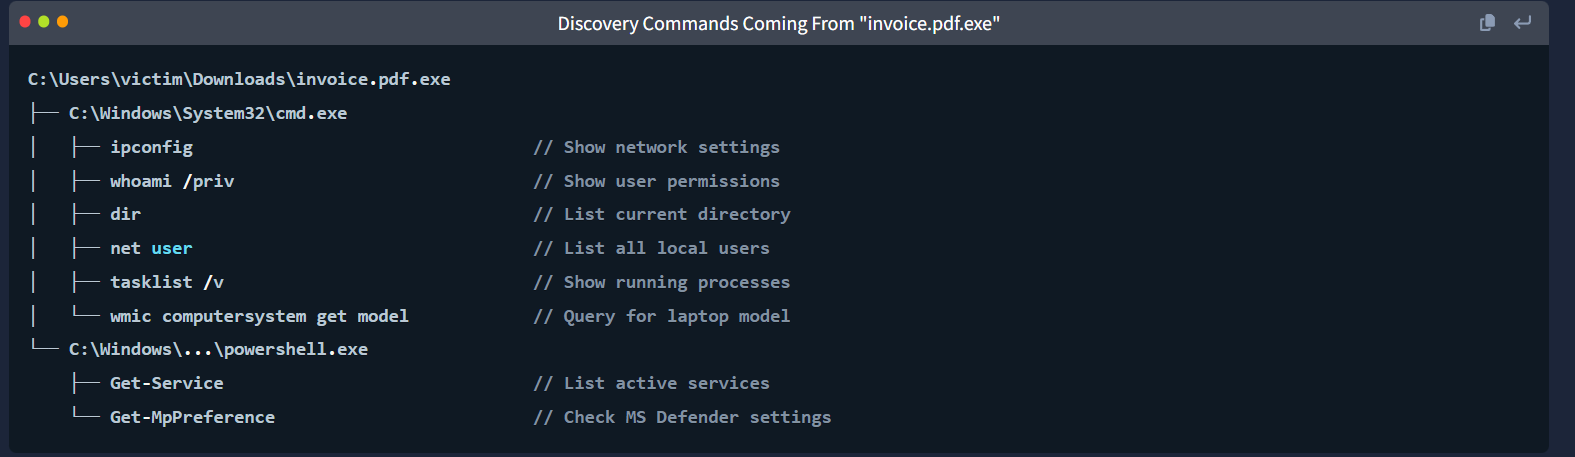 Discovery Commands Coming From "invoice.pdf.exe"
C:\Users\victim\Downloads\invoice.pdf.exe
├── C:\Windows\System32\cmd.exe
│   ├── ipconfig                                 // Show network settings
│   ├── whoami /priv                             // Show user permissions
│   ├── dir                                      // List current directory
│   ├── net user                                 // List all local users
│   ├── tasklist /v                              // Show running processes
│   └── wmic computersystem get model            // Query for laptop model
└── C:\Windows\...\powershell.exe
    ├── Get-Service                              // List active services
    └── Get-MpPreference                         // Check MS Defender settings